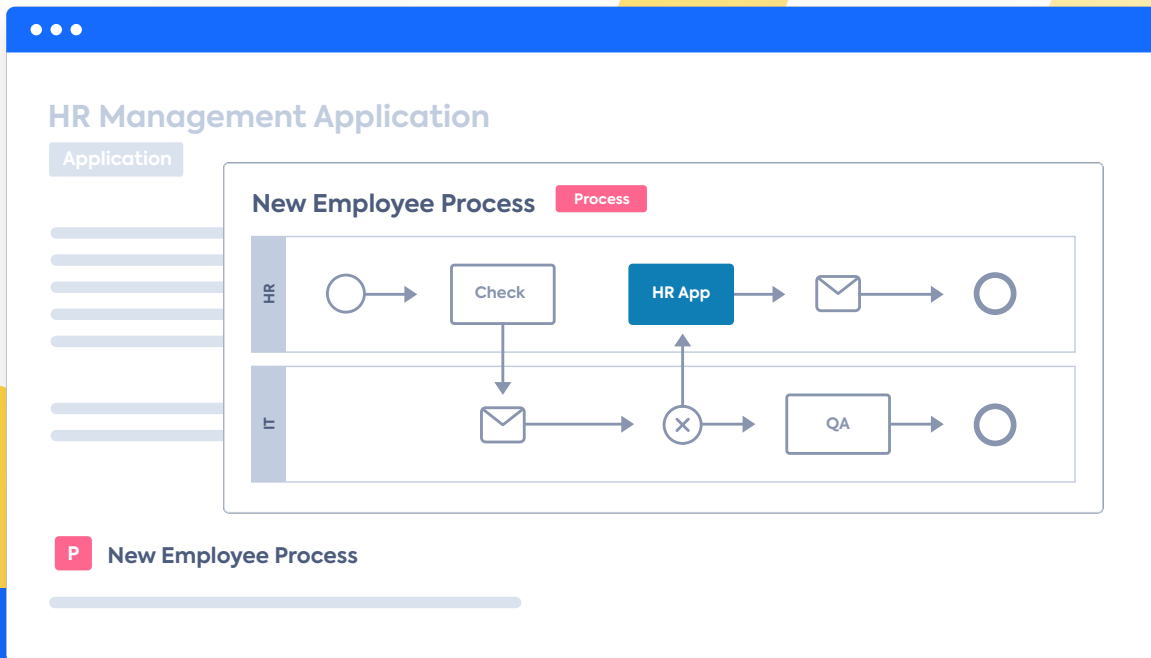 HR Management Application
Application
New Employee Process
Process
HR
Check
HR App
IT
QA
P
New Employee Process